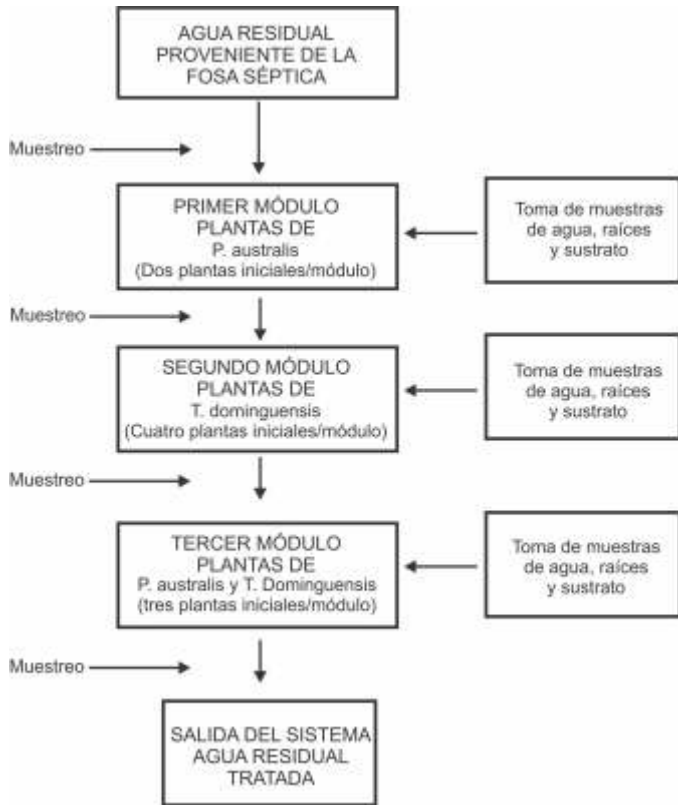 AGUA RESIDUAL
PROVENIENTE DE LA
FOSA SÉPTICA
Muestreo
PRIMER MÓDULO
PLANTAS DE
P. australis
(Dos plantas iniciales/módulo)
Toma de muestras
de agua, raíces
y sustrato
Muestreo
SEGUNDO MÓDULO
PLANTAS DE
T. dominguensis
(Cuatro plantas iniciales/módulo)
Toma de muestras
de agua, raíces
y sustrato
Muestreo
TERCER MÓDULO
PLANTAS DE
P. australis y T. Dominguensis
(tres plantas iniciales/módulo)
Toma de muestras
de agua, raíces
y sustrato
Muestreo
SALIDA DEL SISTEMA
AGUA RESIDUAL
TRATADA